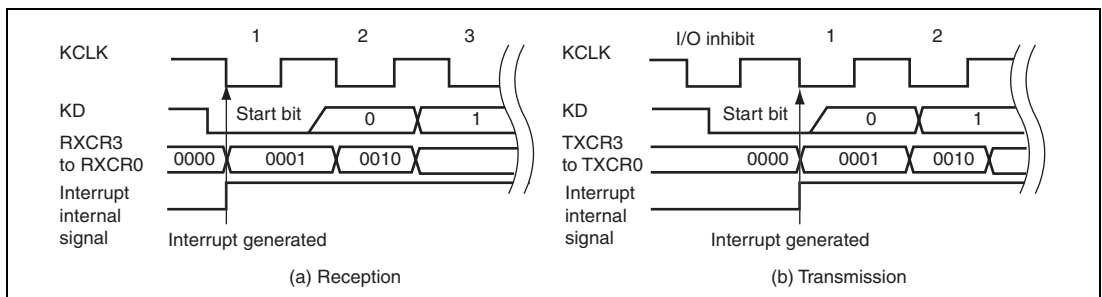 1 2 3
KCLK
KD
Start bit 0 1
RXCR3
to RXCR0
0000 0001 0010
Interrupt
internal
signal
Interrupt generated
(a) Reception
I/O inhibit 1 2
KCLK
KD
Start bit 0 1
TXCR3
to TXCR0
0000 0001 0010
Interrupt
internal
signal
Interrupt generated
(b) Transmission